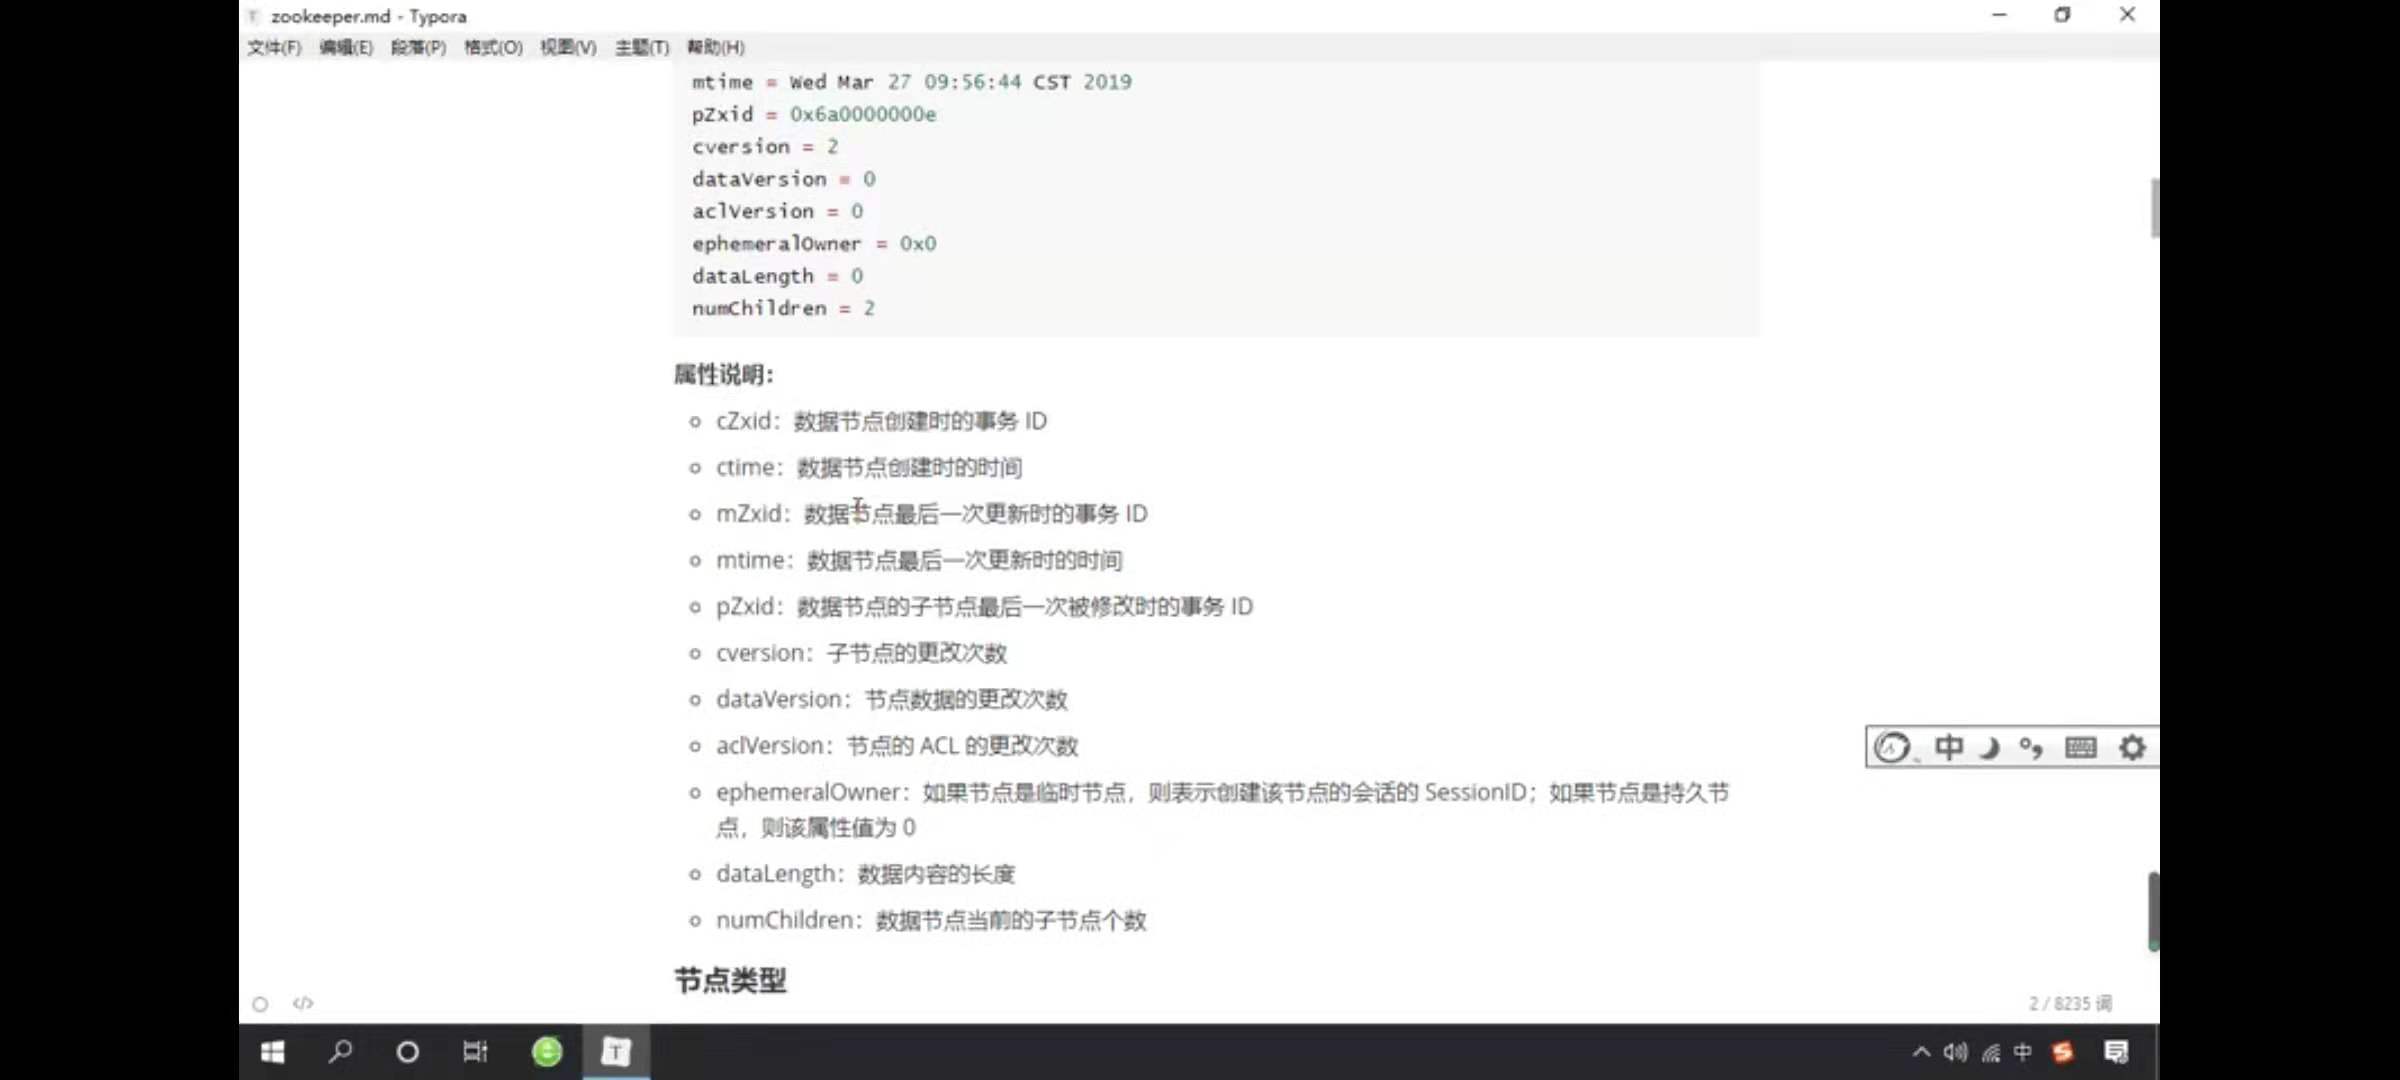 zookeeper.md - Typora
文件(F) 编辑(E) 段落(P) 格式(O) 视图(V) 主题(T) 帮助(H)
mtime = Wed Mar 27 09:56:44 CST 2019
pZxid = 0x6a0000000e
cversion = 2
dataVersion = 0
aclVersion = 0
ephemeralOwner = 0x0
dataLength = 0
numChildren = 2
属性说明：
cZxid：数据节点创建时的事务 ID
ctime：数据节点创建时的时间
mZxid：数据节点最后一次更新时的事务 ID
mtime：数据节点最后一次更新时的时间
pZxid：数据节点的子节点最后一次被修改时的事务 ID
cversion：子节点的更改次数
dataVersion：节点数据的更改次数
aclVersion：节点的 ACL 的更改次数
中
ephemeralOwner：如果节点是临时节点，则表示创建该节点的会话的 SessionID；如果节点是持久节
点，则该属性值为 0
dataLength：数据内容的长度
numChildren：数据节点当前的子节点个数
节点类型
2 / 8235 词
中